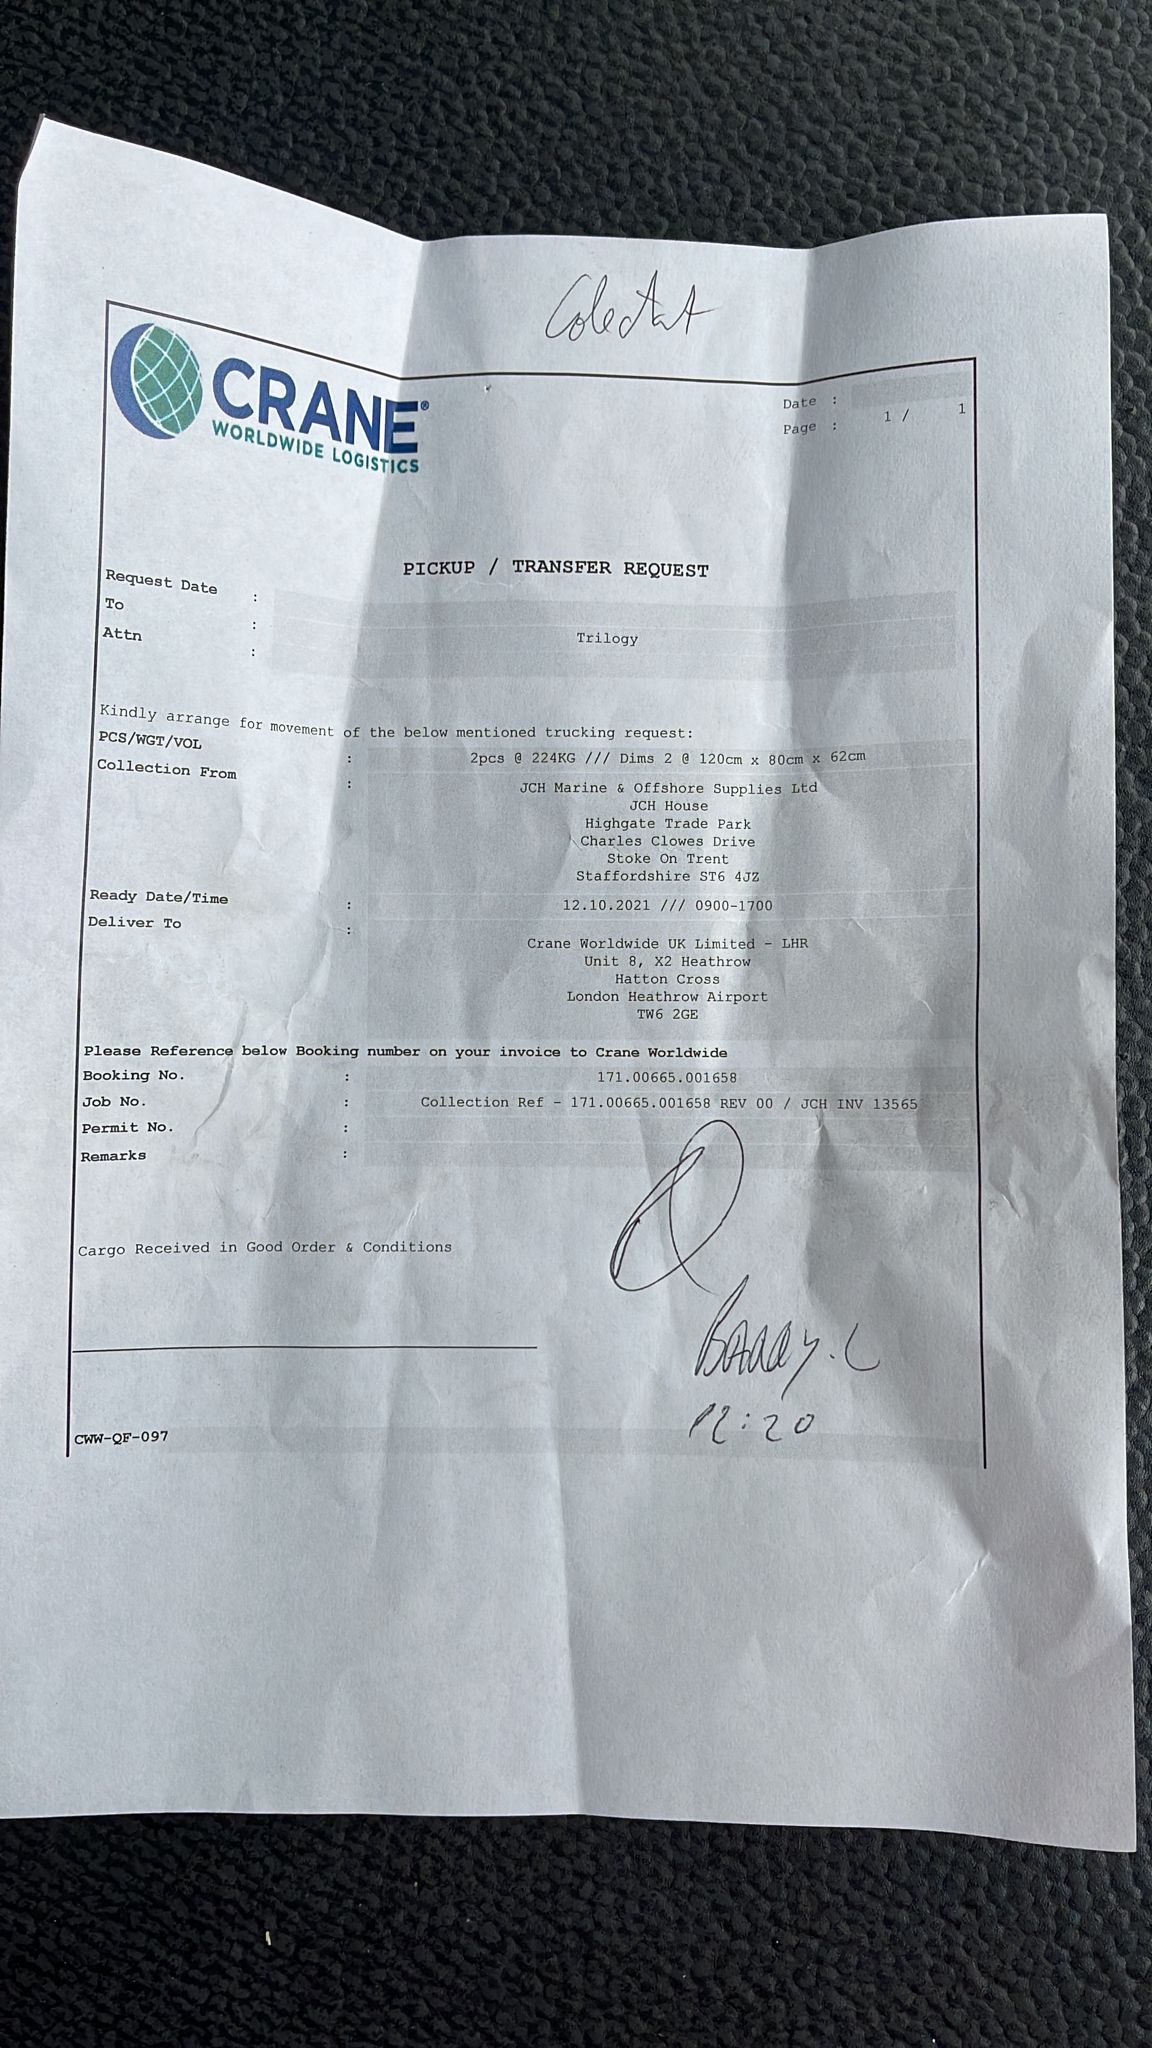 Colectat
CRANE®
WORLDWIDE LOGISTICS
Date :
Page : 1 / 1
PICKUP / TRANSFER REQUEST
Request Date :
To :
Trilogy
Attn :
Kindly arrange for movement of the below mentioned trucking request:
PCS/WGT/VOL : 2pcs @ 224KG /// Dims 2 @ 120cm x 80cm x 62cm
Collection From :
JCH Marine & Offshore Supplies Ltd
JCH House
Highgate Trade Park
Charles Clowes Drive
Stoke On Trent
Staffordshire ST6 4JZ
Ready Date/Time : 12.10.2021 /// 0900-1700
Deliver To :
Crane Worldwide UK Limited - LHR
Unit 8, X2 Heathrow
Hatton Cross
London Heathrow Airport
TW6 2GE
Please Reference below Booking number on your invoice to Crane Worldwide
Booking No. : 171.00665.001658
Job No. : Collection Ref - 171.00665.001658 REV 00 / JCH INV 13565
Permit No. :
Remarks :
Cargo Received in Good Order & Conditions
12:20
CWW-QF-097